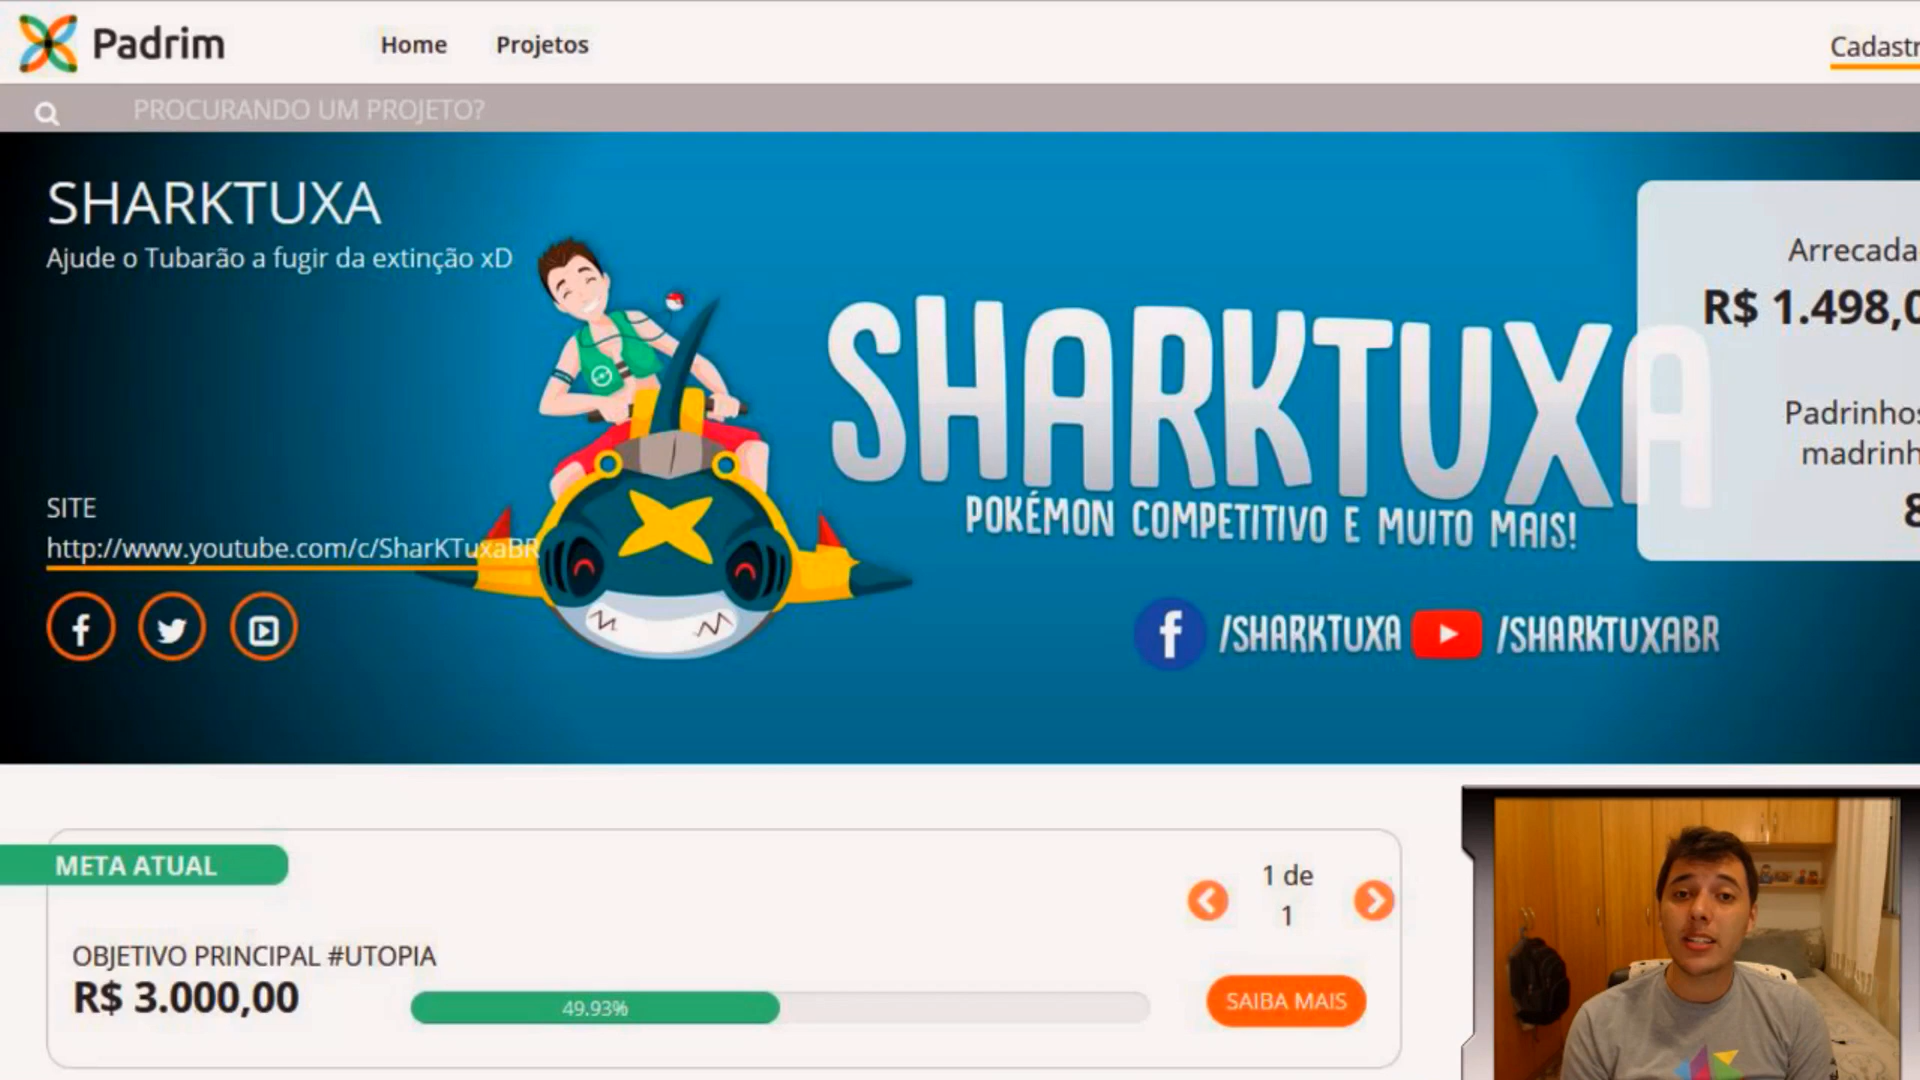 Padrim
Home
Projetos
PROCURANDO UM PROJETO?
SHARKTUXA
Ajude o Tubarão a fugir da extinção xD
SHARKTUXA
POKÉMON COMPETITIVO E MUITO MAIS!
SITE
http://www.youtube.com/c/SharKTuxaBR
/SHARKTUXA
/SHARKTUXABR
R$ 1.498,0
META ATUAL
1 de
1
OBJETIVO PRINCIPAL #UTOPIA
R$ 3.000,00
49.93%
SAIBA MAIS